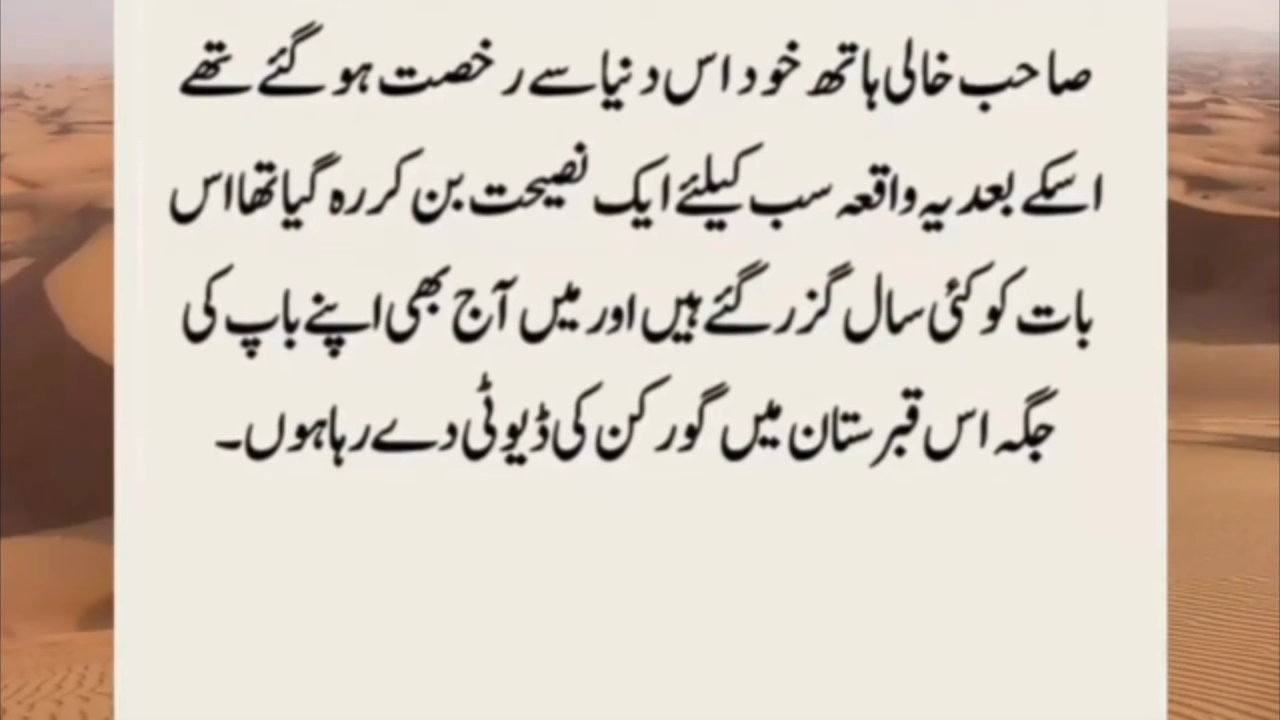 صاحب خالی ہاتھ خود اس دنیا سے رخصت ہو گئے تھے
اسکے بعد یہ واقعہ سب کیلئے ایک نصیحت بن کر رہ گیا تھا اس
بات کو کئی سال گزر گئے ہیں اور میں آج بھی اپنے باپ کی
جگہ اس قبرستان میں گورکن کی ڈیوٹی دے رہا ہوں۔